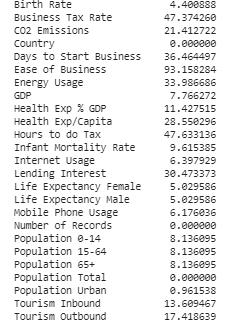 Birth Rate 4.400888
Business Tax Rate 47.374260
CO2 Emissions 21.412722
Country 0.000000
Days to Start Business 36.464497
Ease of Business 93.158284
Energy Usage 33.986686
GDP 7.766272
Health Exp % GDP 11.427515
Health Exp/Capita 28.550296
Hours to do Tax 47.633136
Infant Mortality Rate 9.615385
Internet Usage 6.397929
Lending Interest 30.473373
Life Expectancy Female 5.029586
Life Expectancy Male 5.029586
Mobile Phone Usage 6.176036
Number of Records 0.000000
Population 0-14 8.136095
Population 15-64 8.136095
Population 65+ 8.136095
Population Total 0.000000
Population Urban 0.961538
Tourism Inbound 13.609467
Tourism Outbound 17.418639